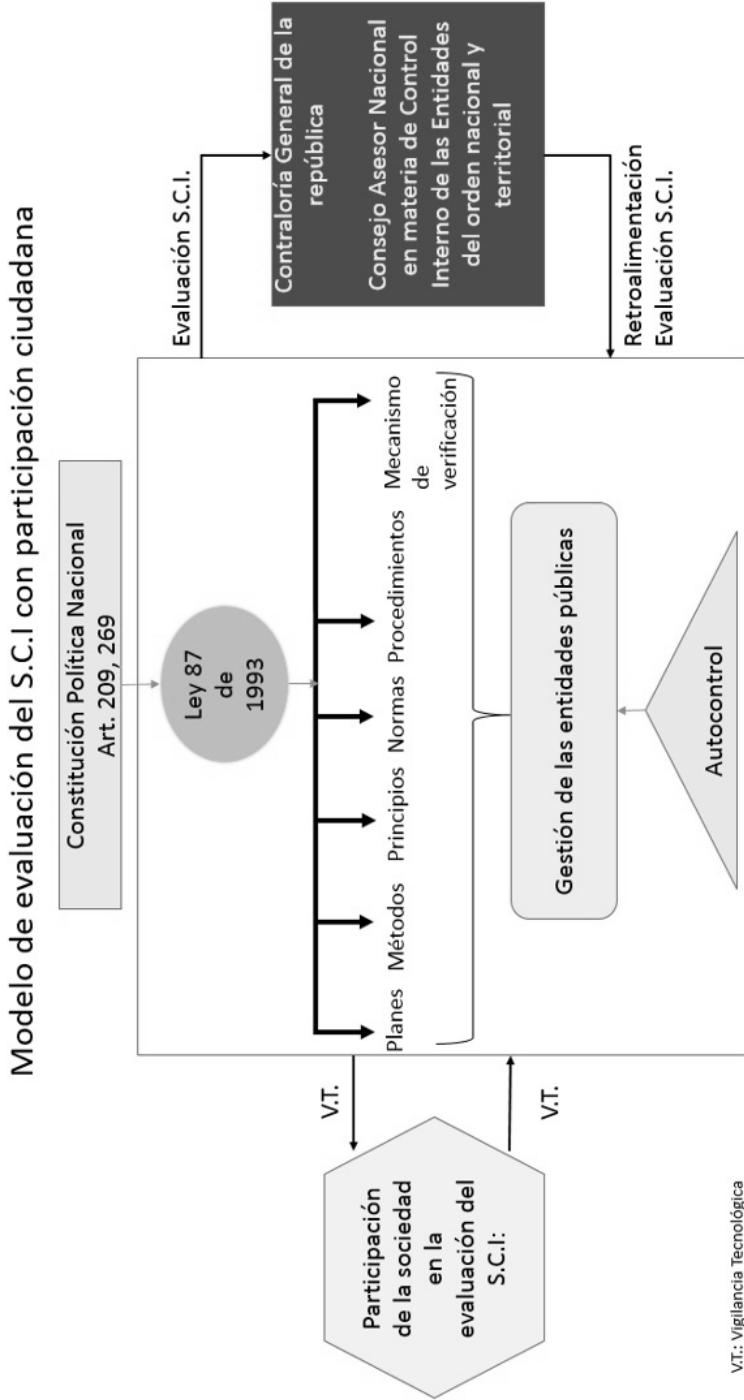 Modelo de evaluación del S.C.I con participación ciudadana
Constitución Política Nacional
Art. 209, 269
Ley 87
de
1993
Planes
Métodos
Principios
Normas
Procedimientos
Mecanismo
de
verificación
Gestión de las entidades públicas
Autocontrol
V.T.
V.T.
Participación
de la sociedad
en la
evaluación del
S.C.I:
Evaluación S.C.I.
Contraloría General de la
república
Consejo Asesor Nacional
en materia de Control
Interno de las Entidades
del orden nacional y
territorial
Retroalimentación
Evaluación S.C.I.
V.T.: Vigilancia Tecnológica